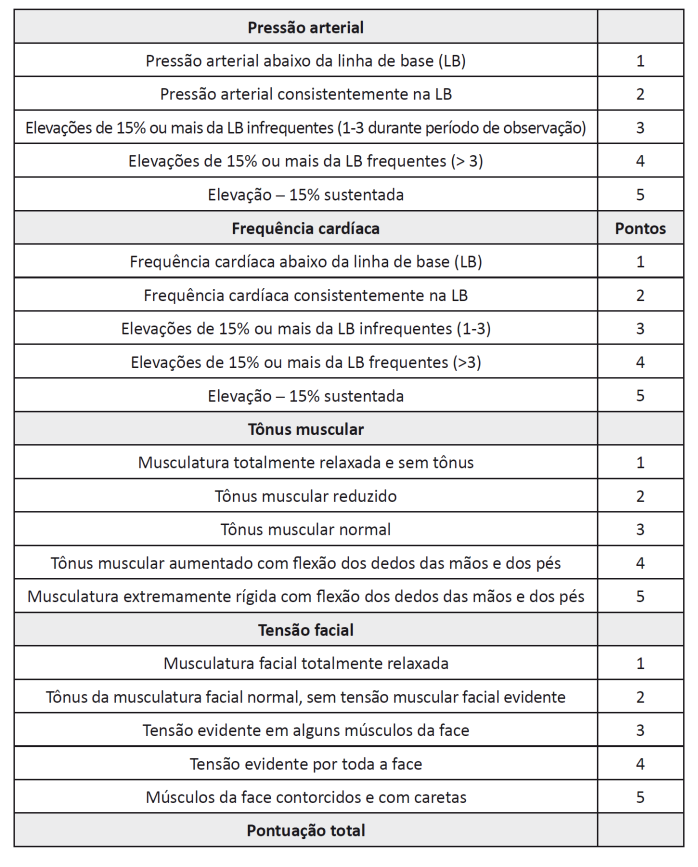 Pressão arterial
Pressão arterial abaixo da linha de base (LB) 1
Pressão arterial consistentemente na LB 2
Elevações de 15% ou mais da LB infrequentes (1-3 durante período de observação) 3
Elevações de 15% ou mais da LB frequentes (> 3) 4
Elevação – 15% sustentada 5
Frequência cardíaca Pontos
Frequência cardíaca abaixo da linha de base (LB) 1
Frequência cardíaca consistentemente na LB 2
Elevações de 15% ou mais da LB infrequentes (1-3) 3
Elevações de 15% ou mais da LB frequentes (>3) 4
Elevação – 15% sustentada 5
Tônus muscular
Musculatura totalmente relaxada e sem tônus 1
Tônus muscular reduzido 2
Tônus muscular normal 3
Tônus muscular aumentado com flexão dos dedos das mãos e dos pés 4
Musculatura extremamente rígida com flexão dos dedos das mãos e dos pés 5
Tensão facial
Musculatura facial totalmente relaxada 1
Tônus da musculatura facial normal, sem tensão muscular facial evidente 2
Tensão evidente em alguns músculos da face 3
Tensão evidente por toda a face 4
Músculos da face contorcidos e com caretas 5
Pontuação total